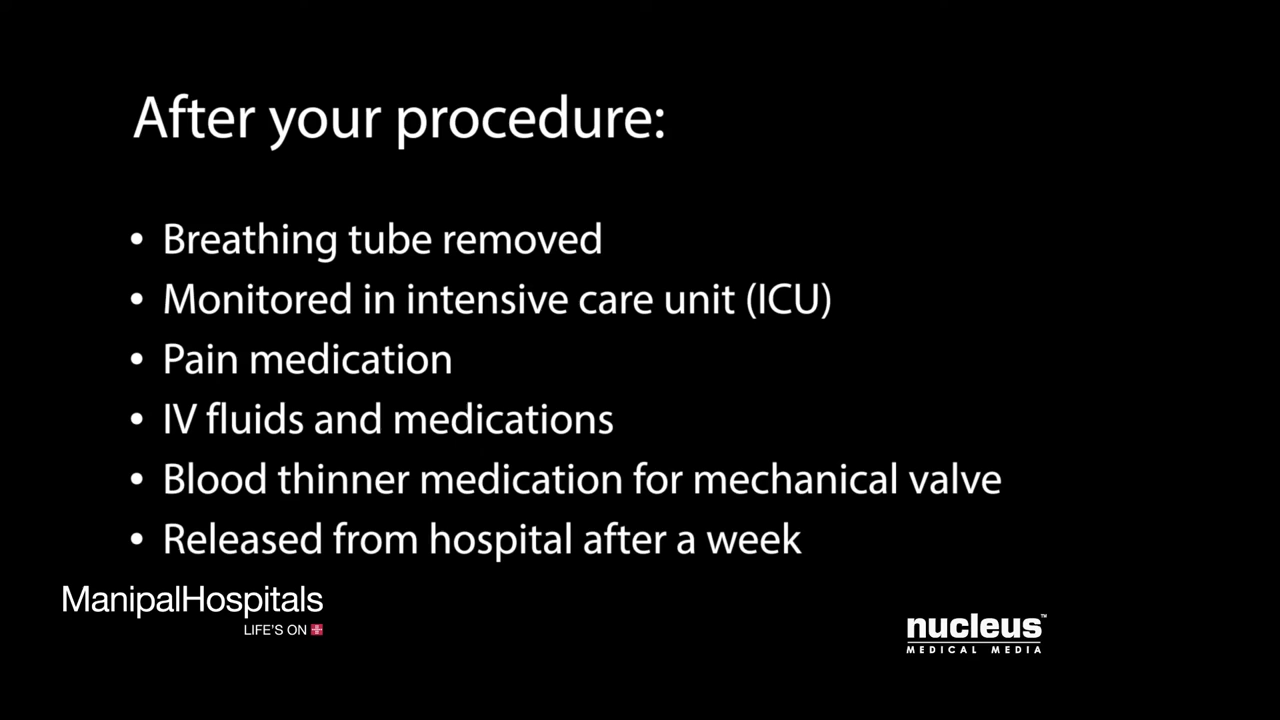 After your procedure:
• Breathing tube removed
• Monitored in intensive care unit (ICU)
• Pain medication
• IV fluids and medications
• Blood thinner medication for mechanical valve
• Released from hospital after a week
ManipalHospitals
LIFE'S ON
nucleus™
MEDICAL MEDIA